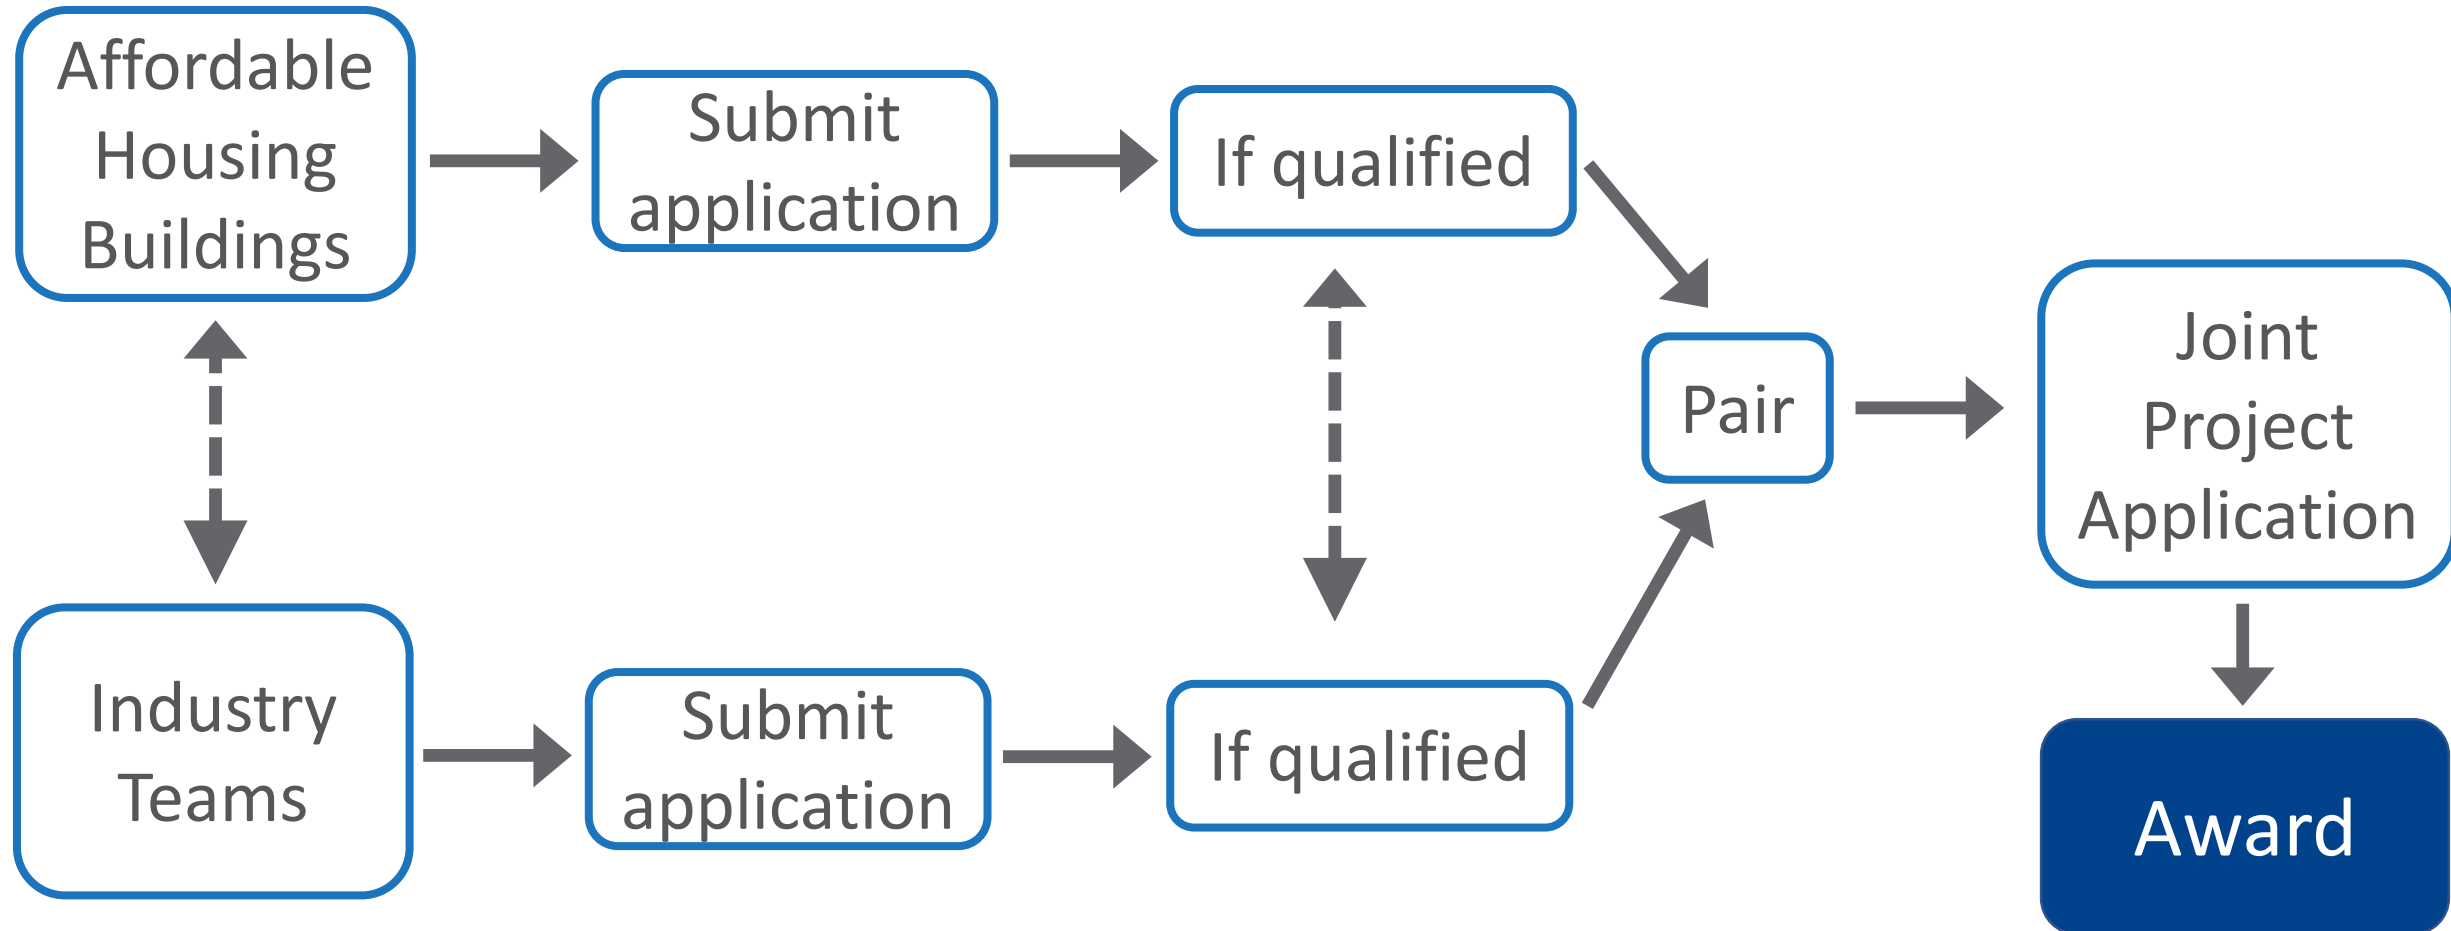 Affordable
Housing
Buildings
Submit
application
If qualified
Industry
Teams
Submit
application
If qualified
Pair
Joint
Project
Application
Award